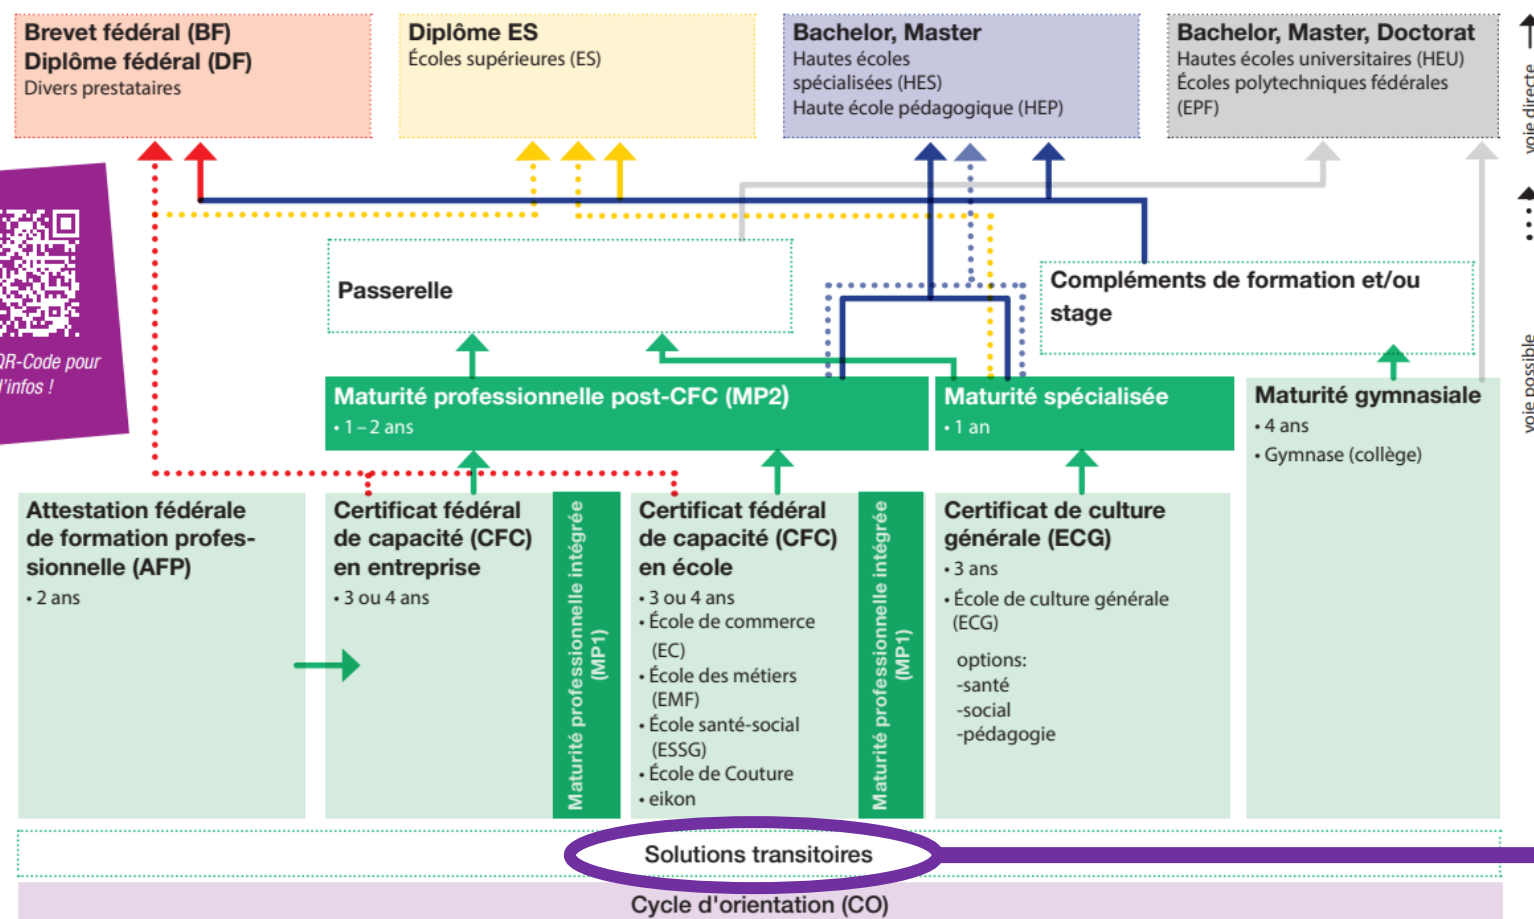 Brevet fédéral (BF)
Diplôme fédéral (DF)
Divers prestataires
Diplôme ES
Écoles supérieures (ES)
Bachelor, Master
Hautes écoles
spécialisées (HES)
Haute école pédagogique (HEP)
Bachelor, Master, Doctorat
Hautes écoles universitaires (HEU)
Écoles polytechniques fédérales
(EPF)
voie directe
voie possible
QR-Code pour
d'infos !
Passerelle
Compléments de formation et/ou
stage
Maturité professionnelle post-CFC (MP2)
• 1 – 2 ans
Maturité spécialisée
• 1 an
Maturité gymnasiale
• 4 ans
• Gymnase (collège)
Attestation fédérale
de formation profes-
sionnelle (AFP)
• 2 ans
Certificat fédéral
de capacité (CFC)
en entreprise
• 3 ou 4 ans
Maturité professionnelle intégrée
(MP1)
Certificat fédéral
de capacité (CFC)
en école
• 3 ou 4 ans
• École de commerce
(EC)
• École des métiers
(EMF)
• École santé-social
(ESSG)
• École de Couture
• eikon
Maturité professionnelle intégrée
(MP1)
Certificat de culture
générale (ECG)
• 3 ans
• École de culture générale
(ECG)
options:
-santé
-social
-pédagogie
Solutions transitoires
Cycle d'orientation (CO)